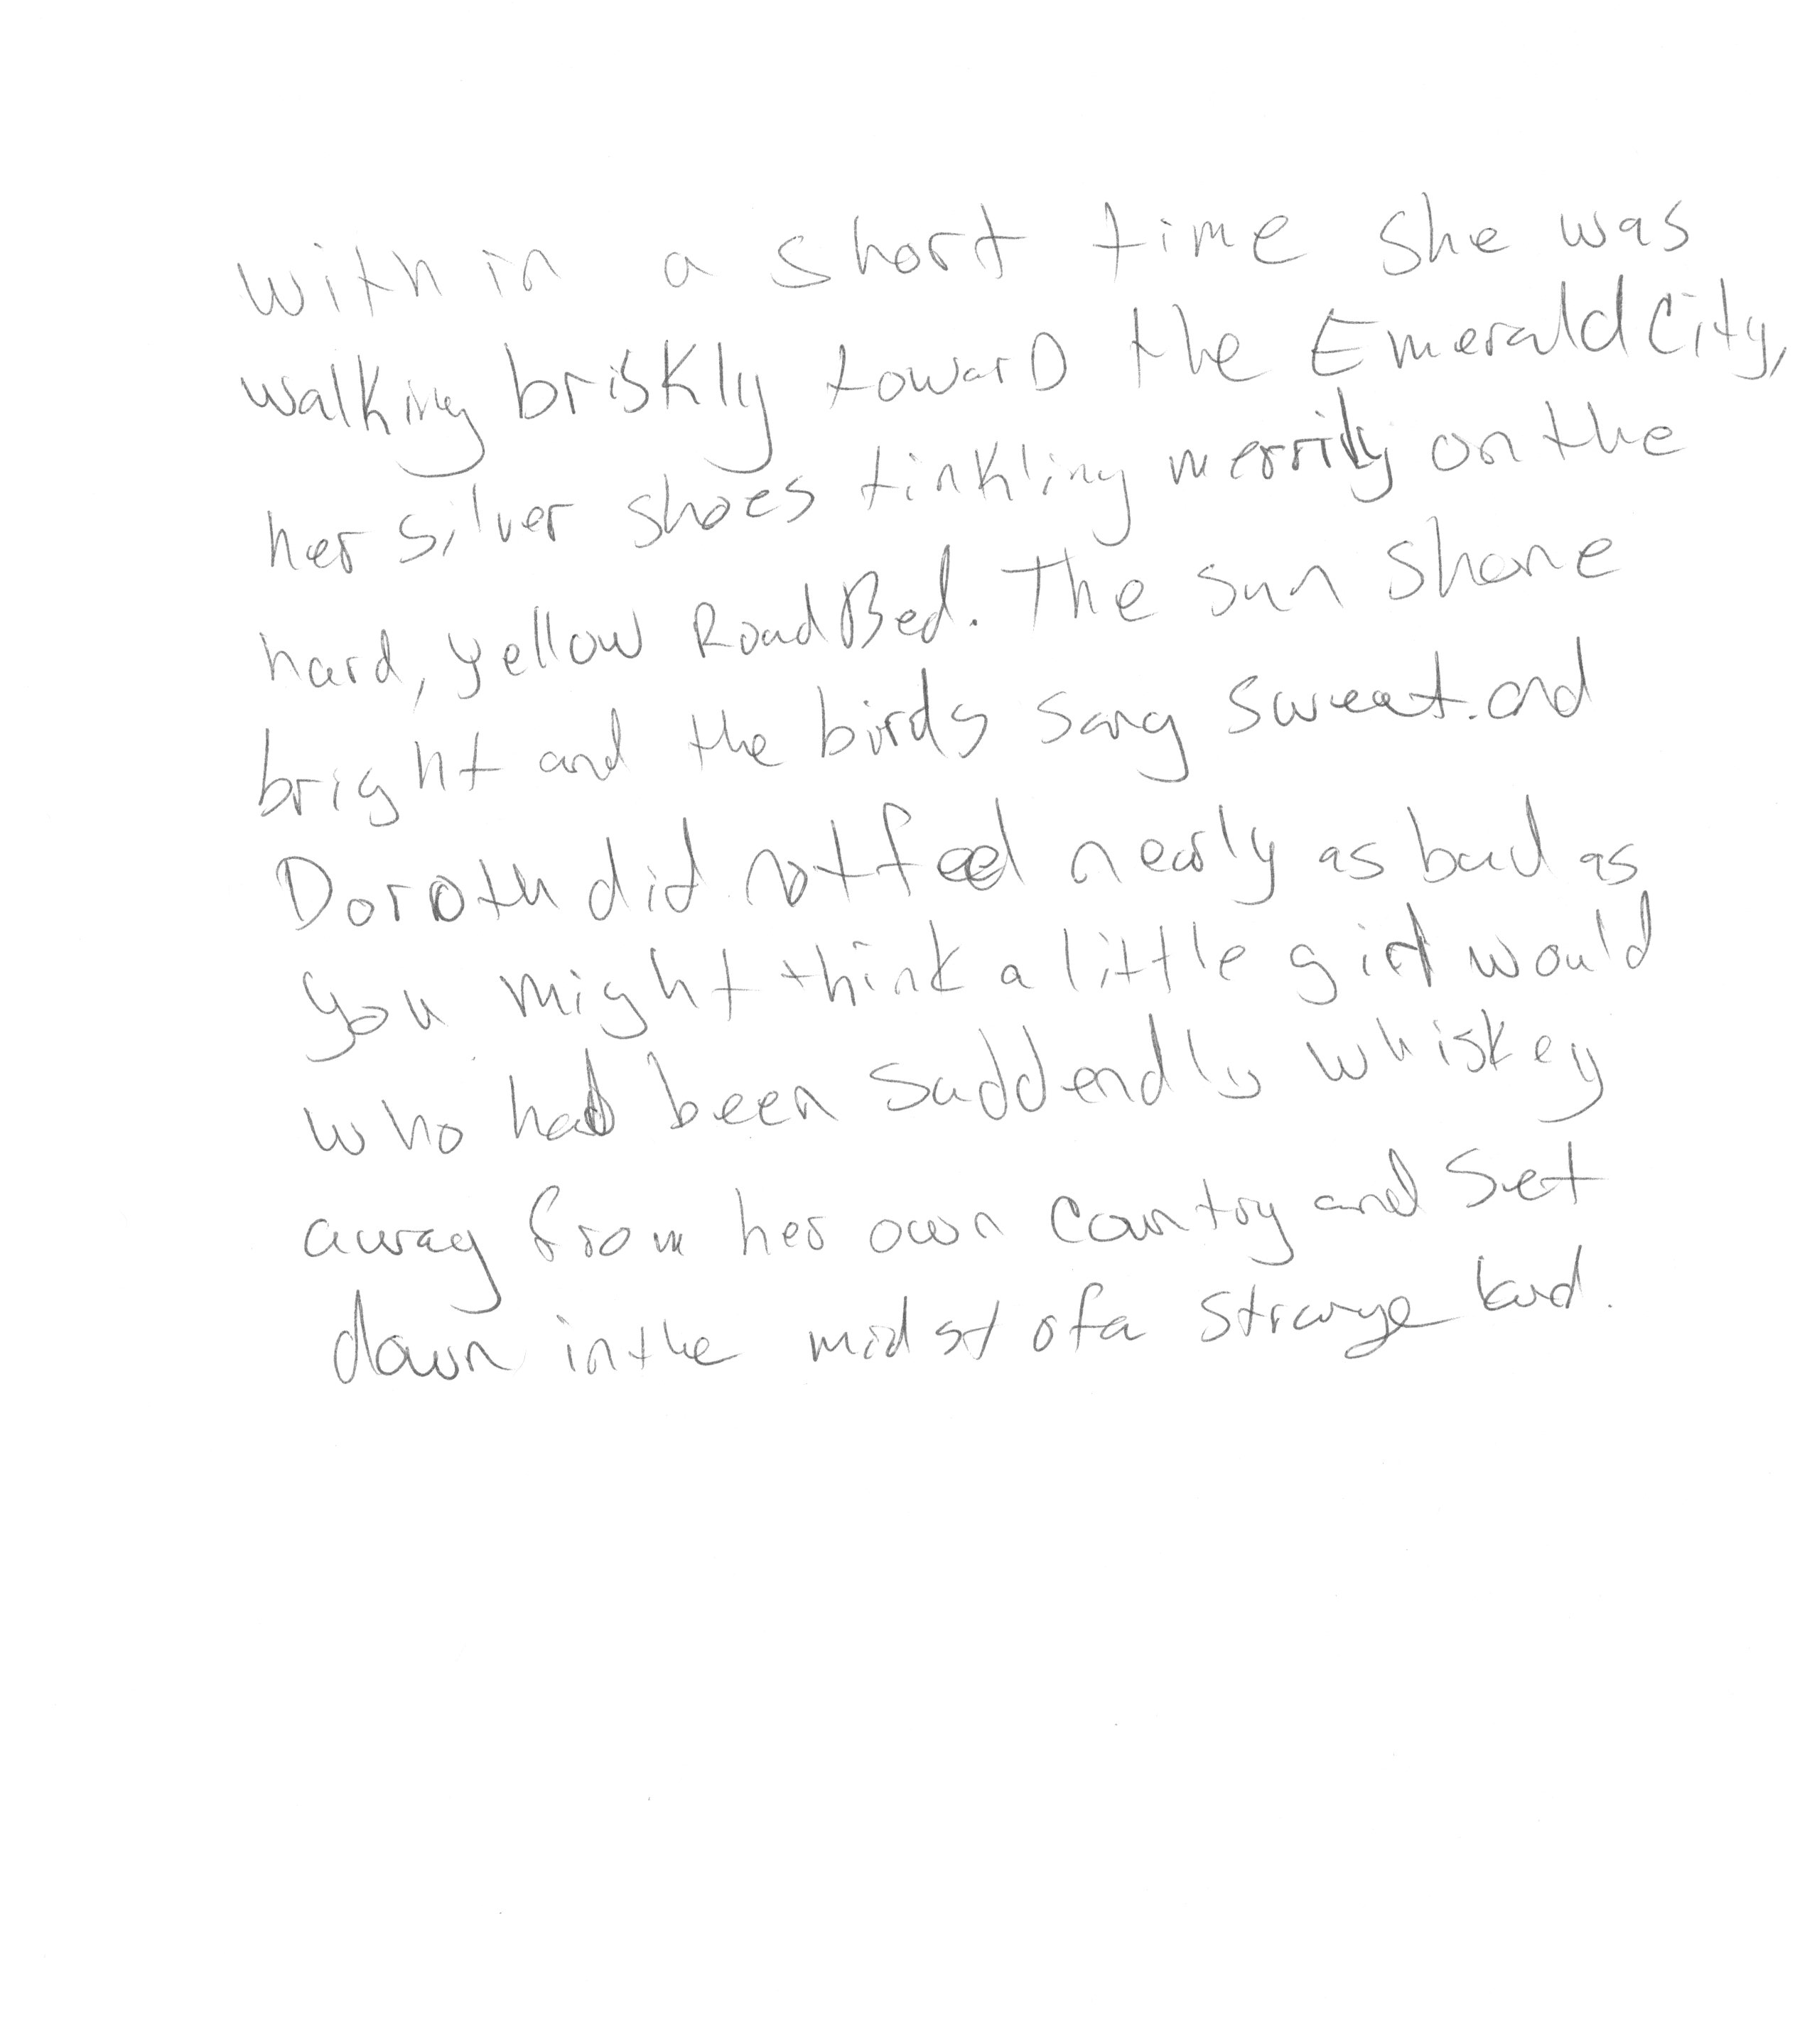 with in a short time she was
walking briskly towarD the Emerald City,
her silver shoes tinkling merrily on the
hard, yellow RoadBed. The sun shone
bright and the birds sang sweat. and
Doroth did not feel nearly as bad as
you might think a little girl would
who had been suddendly whiskey
away from her own country and set
down in the midst of a strange land.